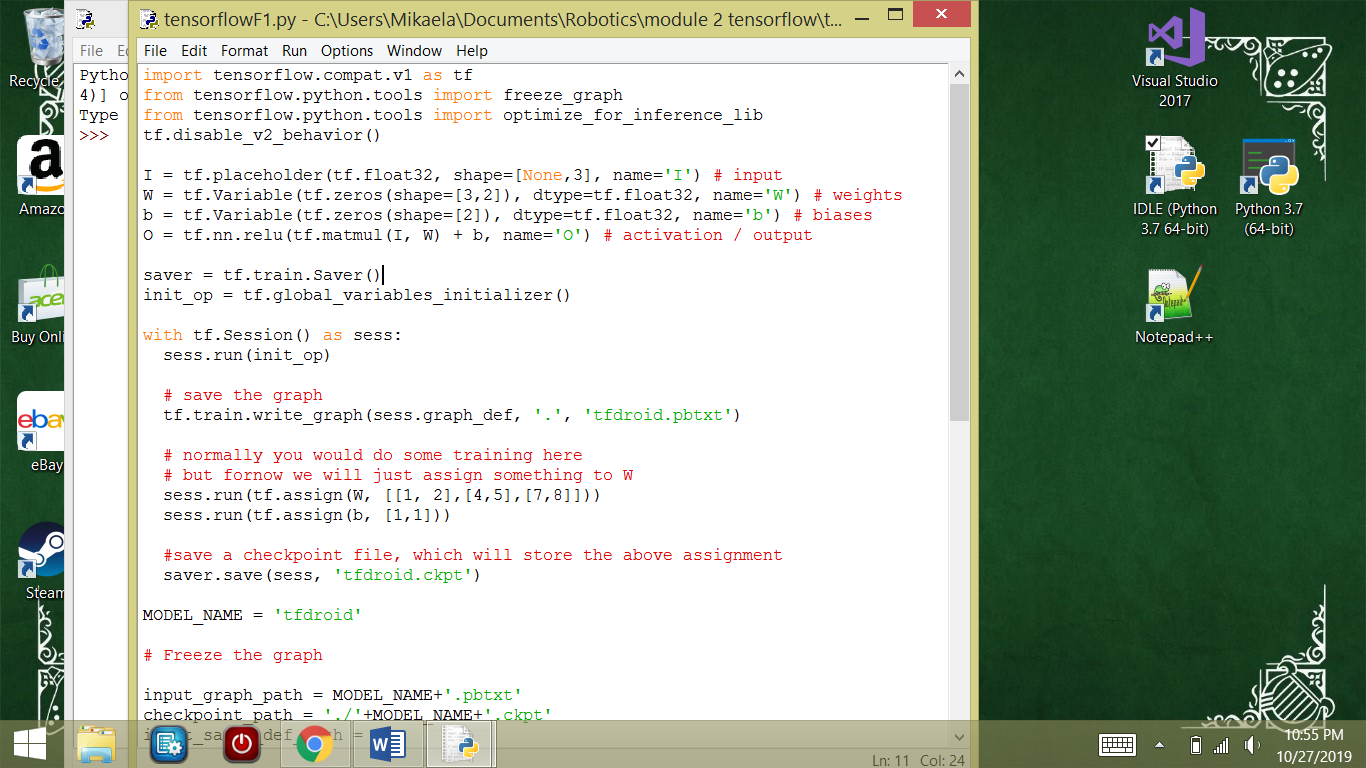 tensorflowF1.py - C:\Users\Mikaela\Documents\Robotics\module 2 tensorflow\t...
File
File Edit Format Run Options Window Help
Pytho
4)] o
Type
>>>
import tensorflow.compat.v1 as tf
from tensorflow.python.tools import freeze_graph
from tensorflow.python.tools import optimize_for_inference_lib
tf.disable_v2_behavior()
I = tf.placeholder(tf.float32, shape=[None,3], name='I') # input
W = tf.Variable(tf.zeros(shape=[3,2]), dtype=tf.float32, name='W') # weights
b = tf.Variable(tf.zeros(shape=[2]), dtype=tf.float32, name='b') # biases
O = tf.nn.relu(tf.matmul(I, W) + b, name='O') # activation / output
saver = tf.train.Saver()
init_op = tf.global_variables_initializer()
with tf.Session() as sess:
  sess.run(init_op)
  # save the graph
  tf.train.write_graph(sess.graph_def, '.', 'tfdroid.pbtxt')
  # normally you would do some training here
  # but fornow we will just assign something to W
  sess.run(tf.assign(W, [[1, 2],[4,5],[7,8]]))
  sess.run(tf.assign(b, [1,1]))
  #save a checkpoint file, which will store the above assignment
  saver.save(sess, 'tfdroid.ckpt')
MODEL_NAME = 'tfdroid'
# Freeze the graph
input_graph_path = MODEL_NAME+'.pbtxt'
checkpoint_path = './'+MODEL_NAME+'.ckpt'
Ln: 11 Col: 24
Recycle
a
Amazo
acer
Buy Onli
ebay
eBay
Steam
Visual Studio
2017
IDLE (Python
3.7 64-bit)
Python 3.7
(64-bit)
Notepad++
10:55 PM
10/27/2019